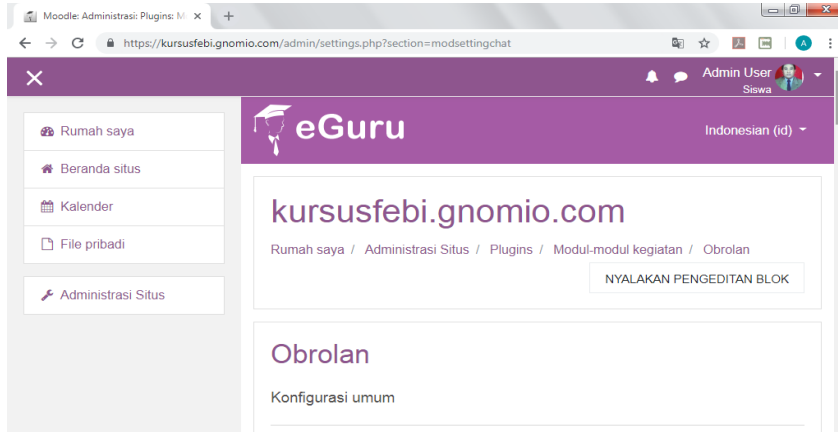 Moodle: Administrasi: Plugins: M
https://kursusfebi.gnomio.com/admin/settings.php?section=modsettingchat
A
Admin User
Siswa
eGuru
Indonesian (id)
Rumah saya
Beranda situs
Kalender
File pribadi
Administrasi Situs
kursusfebi.gnomio.com
Rumah saya / Administrasi Situs / Plugins / Modul-modul kegiatan / Obrolan
NYALAKAN PENGEDITAN BLOK
Obrolan
Konfigurasi umum